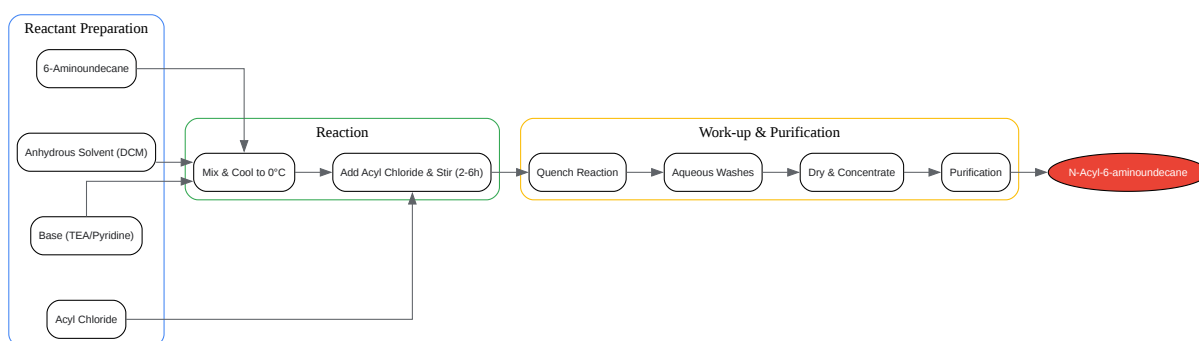 Reactant Preparation
6-Aminoundecane
Anhydrous Solvent (DCM)
Base (TEA/Pyridine)
Acyl Chloride
Reaction
Mix & Cool to 0°C
Add Acyl Chloride & Stir (2-6h)
Work-up & Purification
Quench Reaction
Aqueous Washes
Dry & Concentrate
Purification
N-Acyl-6-aminoundecane